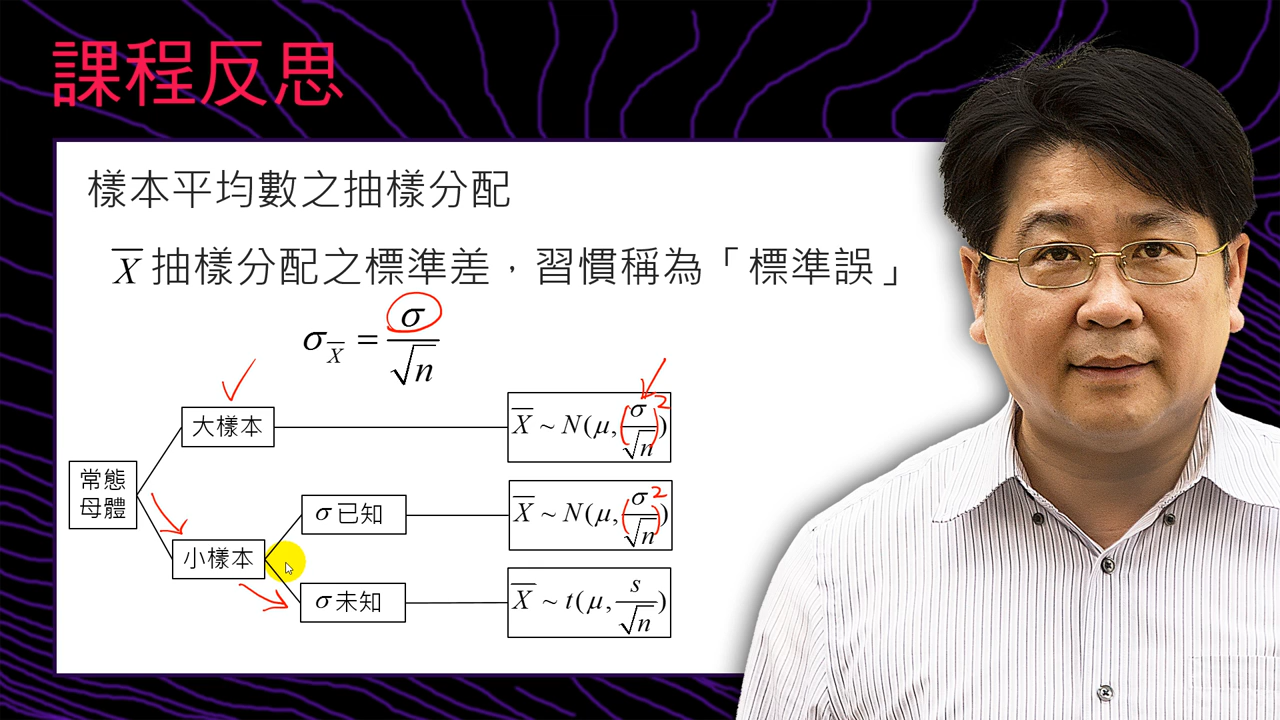 課程反思
樣本平均數之抽樣分配
X̄ 抽樣分配之標準差，習慣稱為「標準誤」
σ_X̄ = σ/√n
大樣本
X̄ ~ N(μ,(σ/√n)²)
常態
母體
σ已知
X̄ ~ N(μ,(σ/√n)²)
小樣本
σ未知
X̄ ~ t(μ,s/√n)